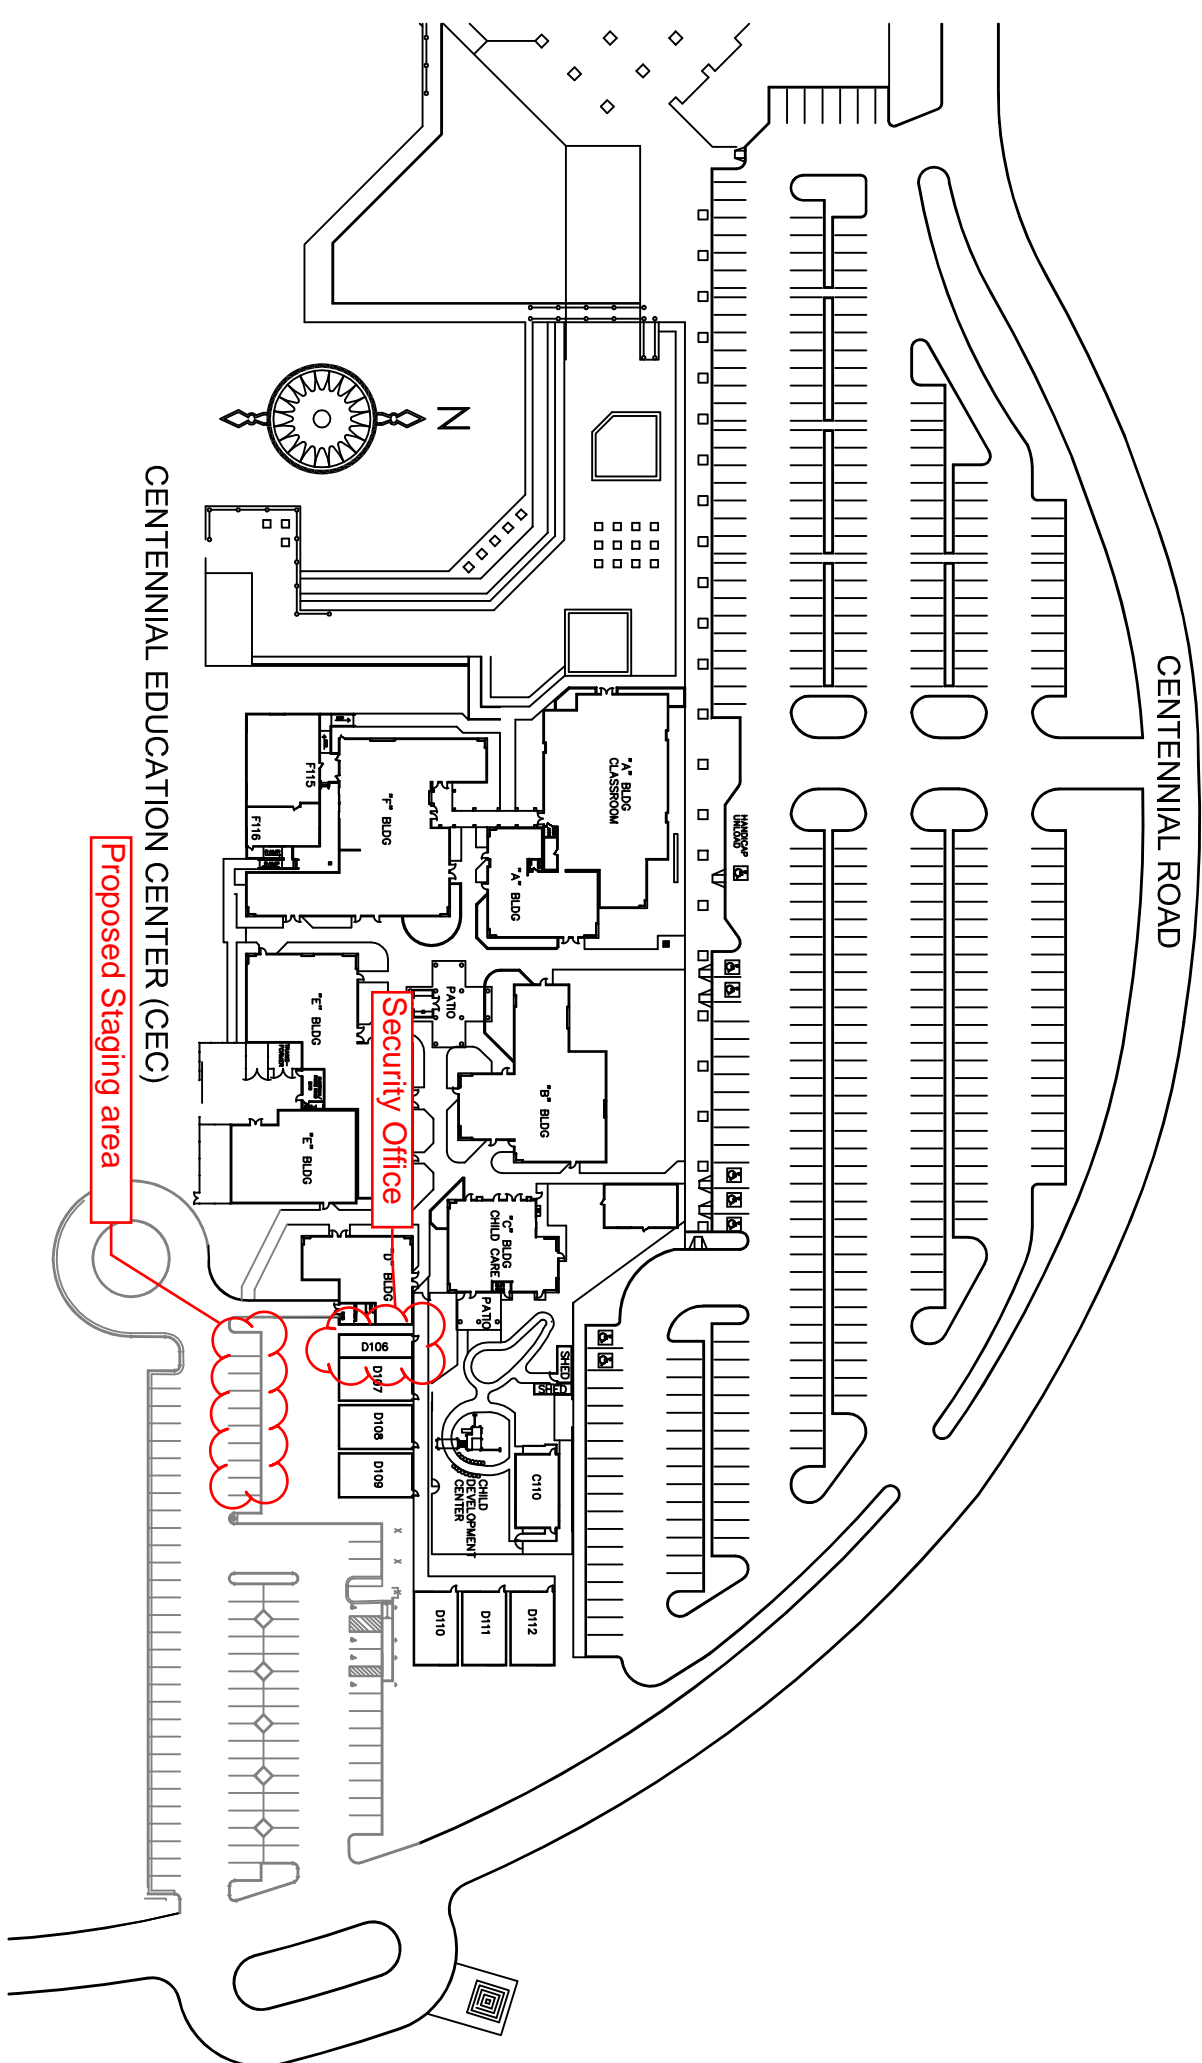 CENTENNIAL ROAD
HANDICAP
UNLOAD
"A" BLDG
CLASSROOM
"A" BLDG
"F" BLDG
F115
F116
N
CENTENNIAL EDUCATION CENTER (CEC)
PATIO
"B" BLDG
"E" BLDG
"E" BLDG
Security Office
Proposed Staging area
"C" BLDG
CHILD CARE
PATIO
"D" BLDG
D106
D107
D108
D109
SHED
SHED
C110
CHILD
DEVELOPMENT
CENTER
D110
D111
D112